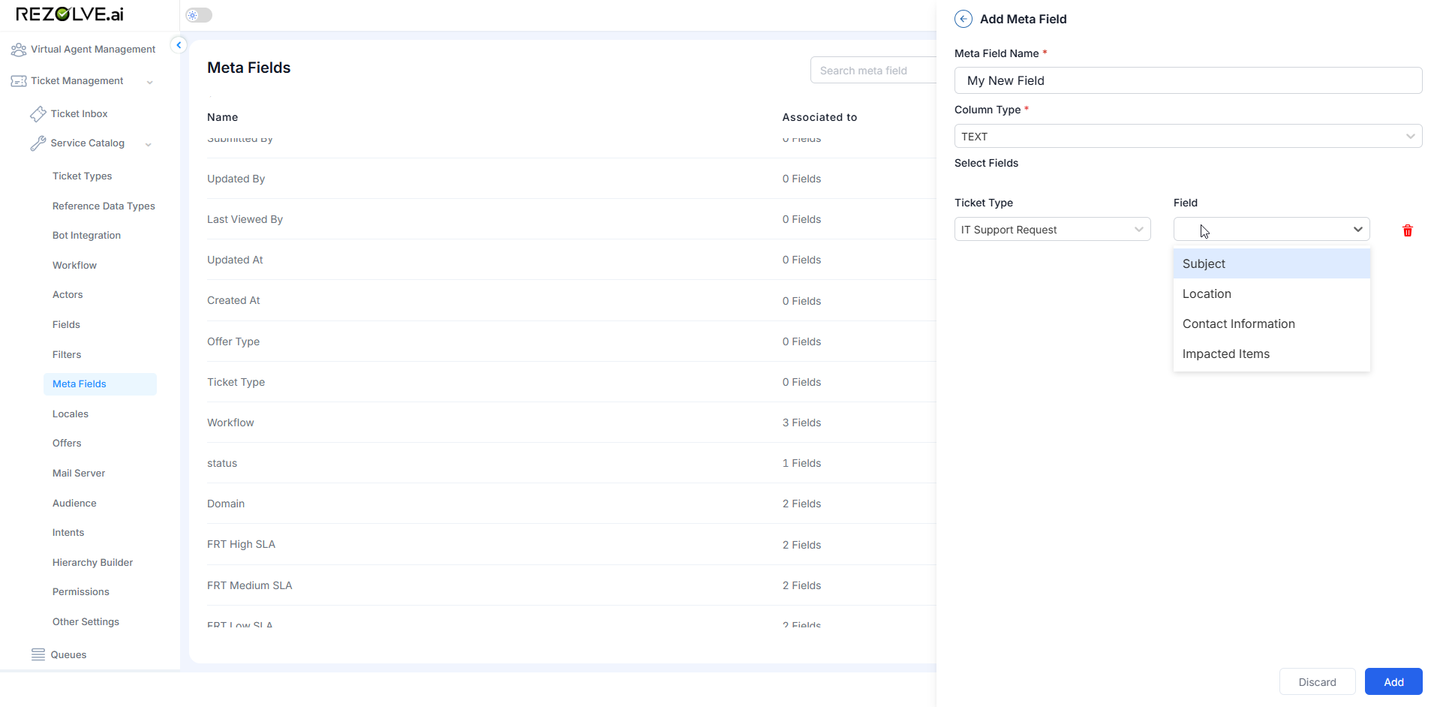 REZOLVE.ai
Virtual Agent Management
Ticket Management
Ticket Inbox
Service Catalog
Ticket Types
Reference Data Types
Bot Integration
Workflow
Actors
Fields
Filters
Meta Fields
Locales
Offers
Mail Server
Audience
Intents
Hierarchy Builder
Permissions
Other Settings
Queues
Meta Fields
Search meta field
Name Associated to
Submitted By 0 Fields
Updated By 0 Fields
Last Viewed By 0 Fields
Updated At 0 Fields
Created At 0 Fields
Offer Type 0 Fields
Ticket Type 0 Fields
Workflow 3 Fields
status 1 Fields
Domain 2 Fields
FRT High SLA 2 Fields
FRT Medium SLA 2 Fields
FRT Low SLA 2 Fields
Add Meta Field
Meta Field Name *
My New Field
Column Type *
TEXT
Select Fields
Ticket Type Field
IT Support Request
Subject
Location
Contact Information
Impacted Items
Discard Add